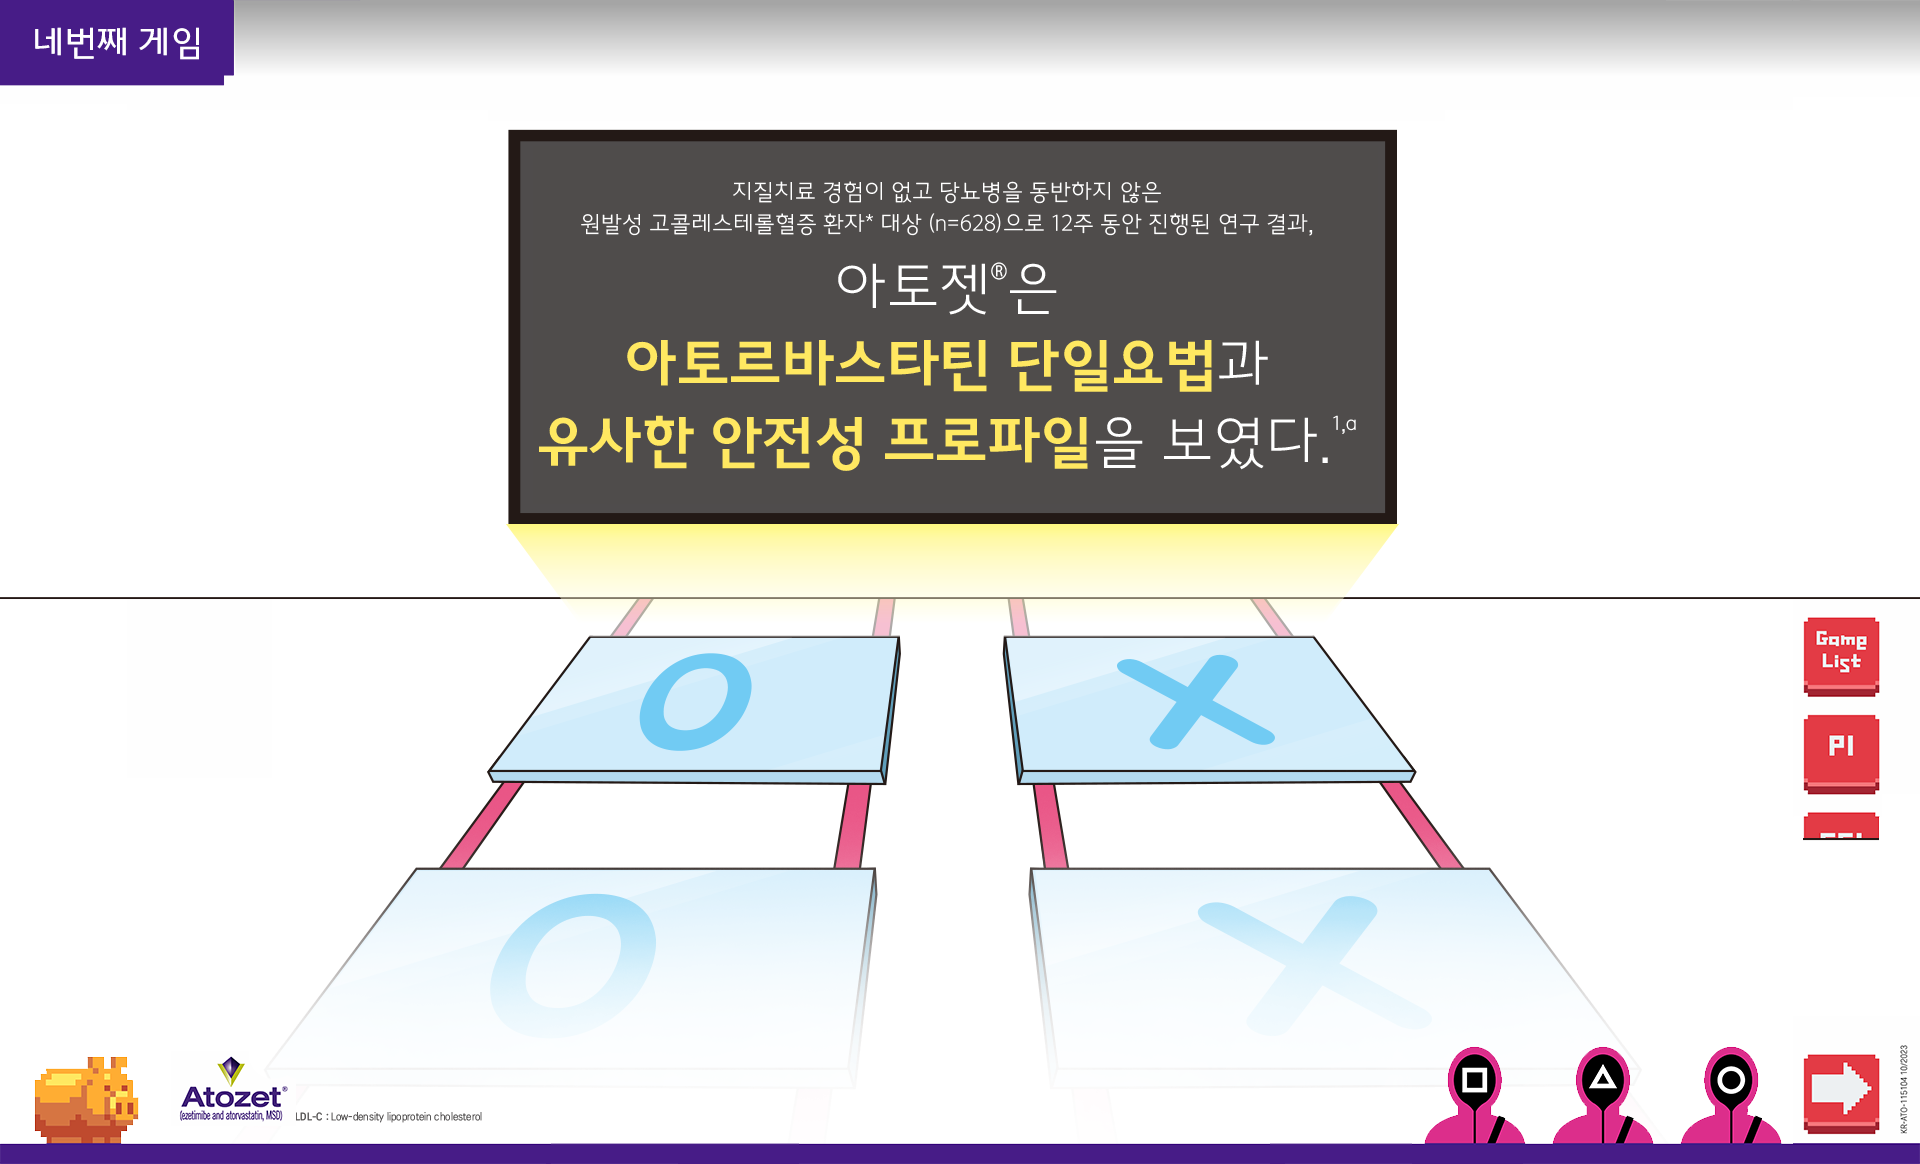 네번째 게임
지질치료 경험이 없고 당뇨병을 동반하지 않은
원발성 고콜레스테롤혈증 환자* 대상 (n=628)으로 12주 동안 진행된 연구 결과,
아토젯®은
아토르바스타틴 단일요법과
유사한 안전성 프로파일을 보였다.1,a
O X
Game
List
PI
O X
Atozet®
(ezetimibe and atorvastatin, MSD)
LDL-C : Low-density lipoprotein cholesterol
KR-ATO-115104 10/2023